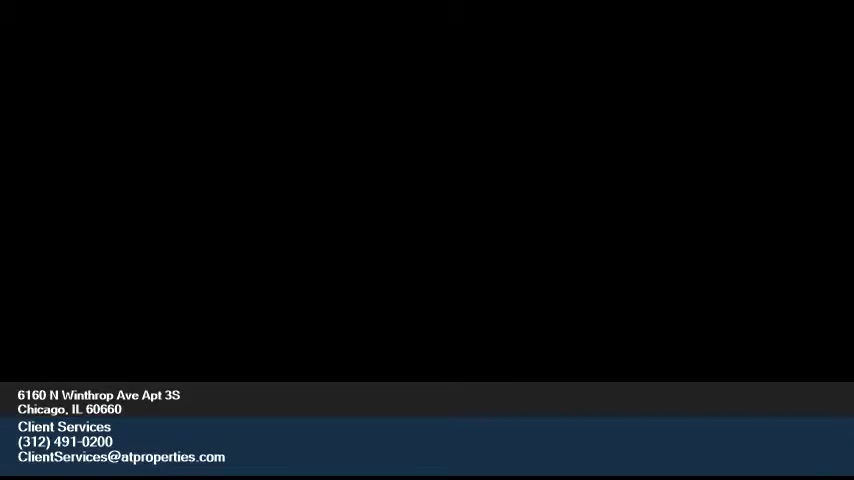 6160 N Winthrop Ave Apt 3S
Chicago, IL 60660
Client Services
(312) 491-0200
ClientServices@atproperties.com